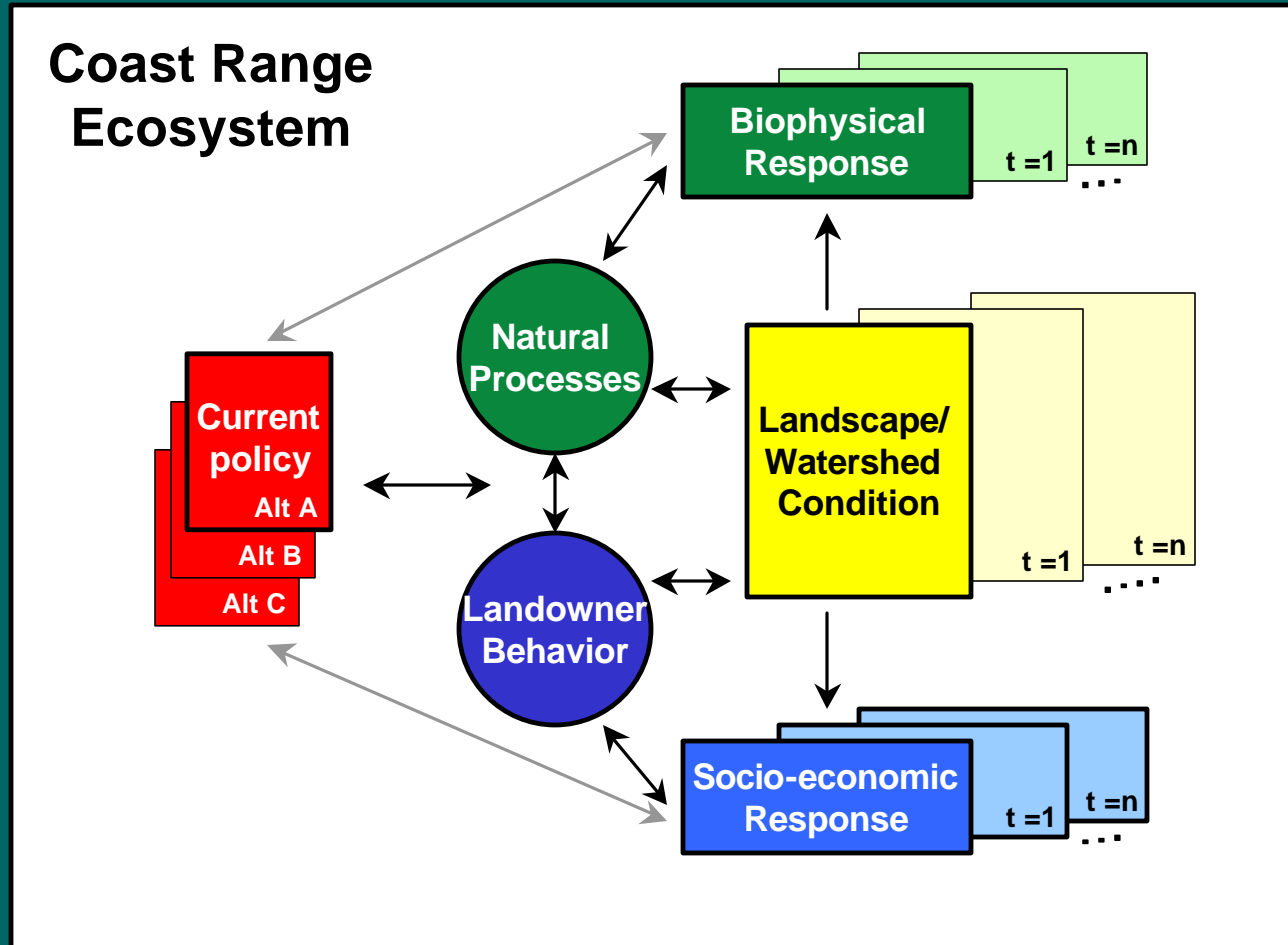 Coast Range
Ecosystem
Biophysical
Response
t =1
t =n
...
Natural
Processes
Current
policy
Alt A
Alt B
Alt C
Landscape/
Watershed
Condition
t =1
t =n
....
Landowner
Behavior
Socio-economic
Response
t =1
t =n
...